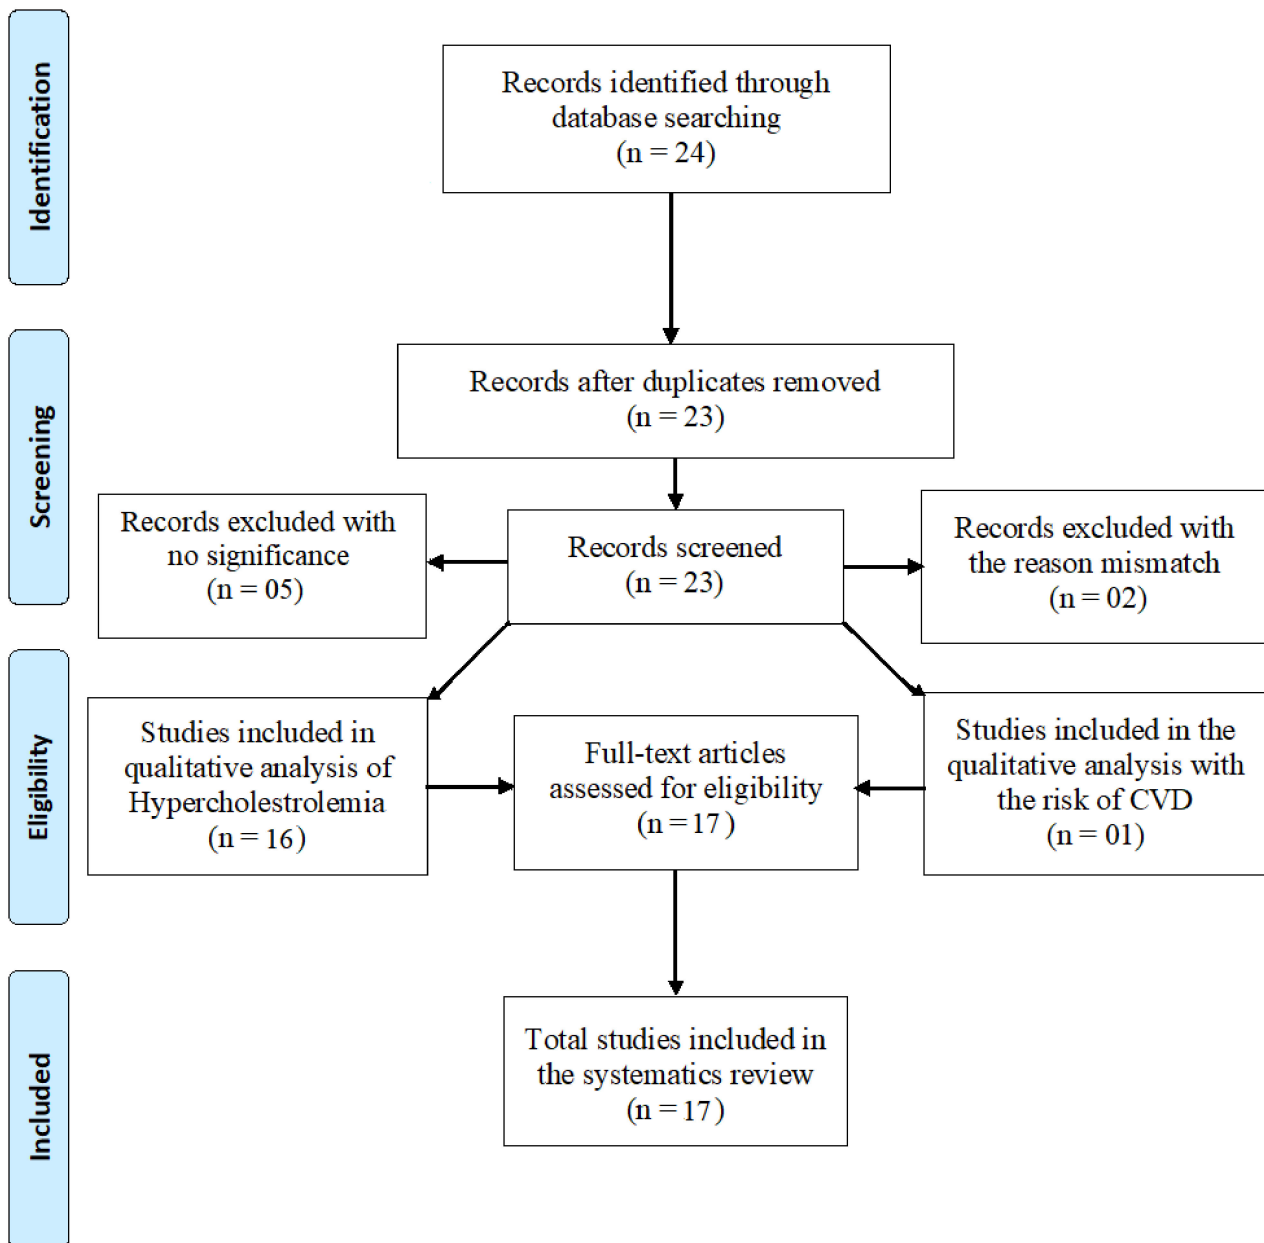 Identification
Records identified through
database searching
(n = 24)
Screening
Records after duplicates removed
(n = 23)
Records excluded with
no significance
(n = 05)
Records screened
(n = 23)
Records excluded with
the reason mismatch
(n = 02)
Eligibility
Studies included in
qualitative analysis of
Hypercholestrolemia
(n = 16)
Full-text articles
assessed for eligibility
(n = 17 )
Studies included in the
qualitative analysis with
the risk of CVD
(n = 01)
Included
Total studies included in
the systematics review
(n = 17)